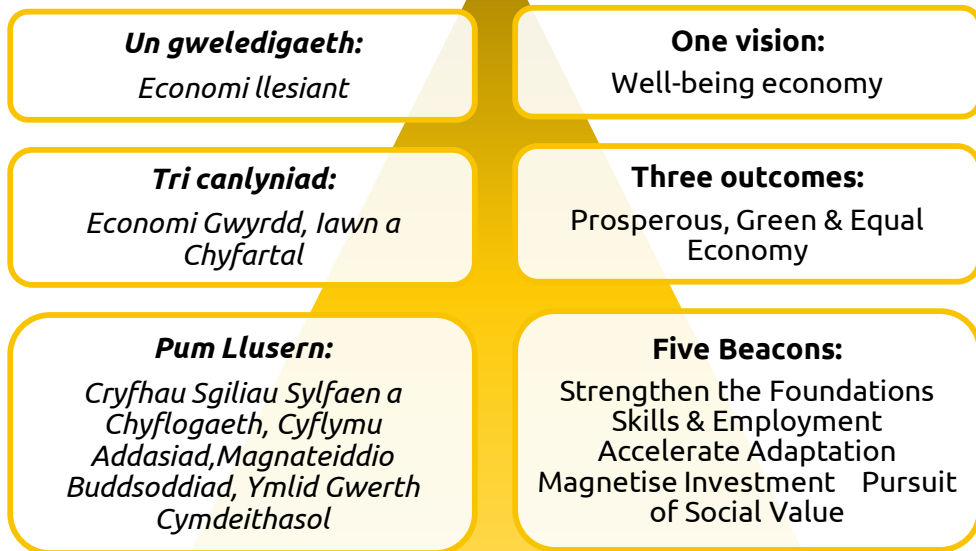 Un gweledigaeth:
Economi llesiant
One vision:
Well-being economy
Tri canlyniad:
Economi Gwyrdd, Iawn a
Chyfartal
Three outcomes:
Prosperous, Green & Equal
Economy
Pum Llusern:
Cryfhau Sgiliau Sylfaen a
Chyflogaeth, Cyflymu
Addasiad,Magnateiddio
Buddsoddiad, Ymlid Gwerth
Cymdeithasol
Five Beacons:
Strengthen the Foundations
Skills & Employment
Accelerate Adaptation
Magnetise Investment Pursuit
of Social Value